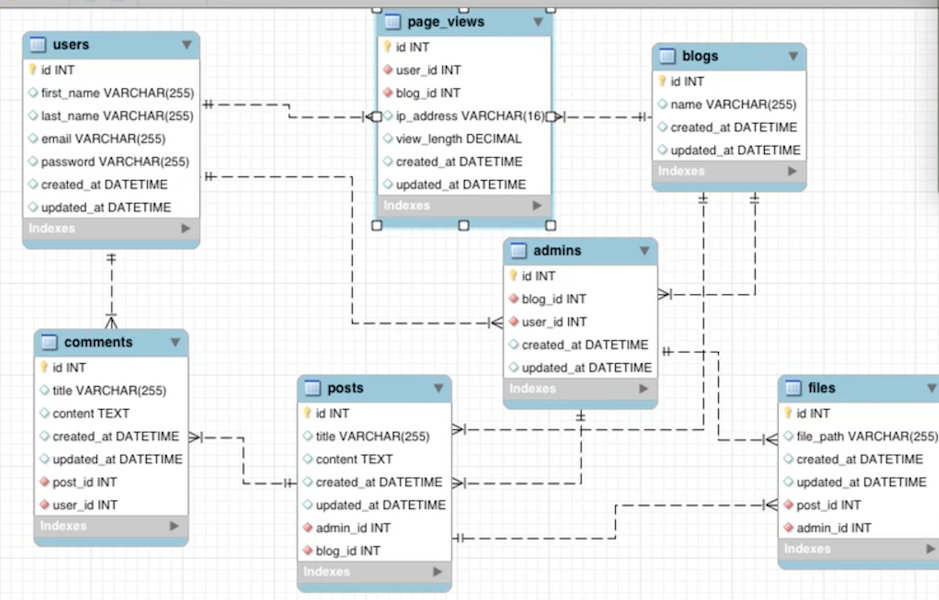 users
id INT
first_name VARCHAR(255)
last_name VARCHAR(255)
email VARCHAR(255)
password VARCHAR(255)
created_at DATETIME
updated_at DATETIME
Indexes
page_views
id INT
user_id INT
blog_id INT
ip_address VARCHAR(16)
view_length DECIMAL
created_at DATETIME
updated_at DATETIME
Indexes
blogs
id INT
name VARCHAR(255)
created_at DATETIME
updated_at DATETIME
Indexes
admins
id INT
blog_id INT
user_id INT
created_at DATETIME
updated_at DATETIME
Indexes
comments
id INT
title VARCHAR(255)
content TEXT
created_at DATETIME
updated_at DATETIME
post_id INT
user_id INT
Indexes
posts
id INT
title VARCHAR(255)
content TEXT
created_at DATETIME
updated_at DATETIME
admin_id INT
blog_id INT
Indexes
files
id INT
file_path VARCHAR(255)
created_at DATETIME
updated_at DATETIME
post_id INT
admin_id INT
Indexes